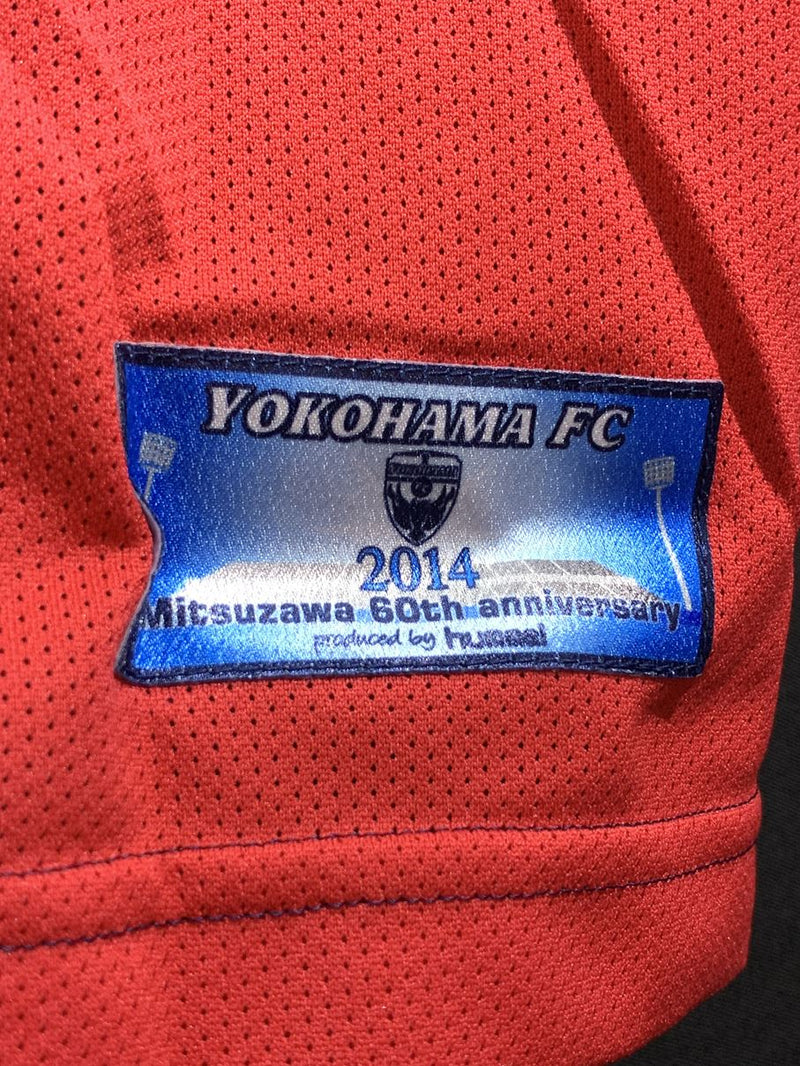 YOKOHAMA FC
2014
Mitsuzawa 60th anniversary
produced by hummel